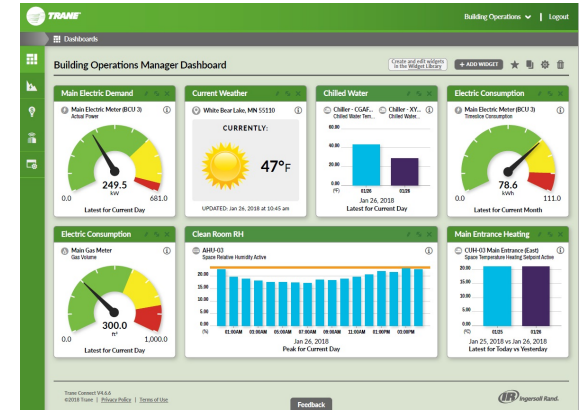 TRANE
Building Operations
Logout
Dashboards
Building Operations Manager Dashboard
Create and edit widgets
in the Widget Library
+ ADD WIDGET
Main Electric Demand
Main Electric Meter (BCU 3)
Actual Power
249.5
kW
0.0
681.0
Latest for Current Day
Current Weather
White Bear Lake, MN 55110
CURRENTLY:
47°F
UPDATED: Jan 26, 2018 at 10:45 am
Chilled Water
Chiller - CGAF...
Chilled Water Tem...
Chiller - XY...
Chilled Water...
60.00
40.00
20.00
0.00
(°F)
01/26
01/26
Jan 26, 2018
Latest for Current Day
Electric Consumption
Main Electric Meter (BCU 3)
Timeslice Consumption
78.6
kWh
0.0
111.0
Latest for Current Month
Electric Consumption
Main Gas Meter
Gas Volume
300.0
ft³
0.0
1,000.0
Latest for Current Day
Clean Room RH
AHU-03
Space Relative Humidity Active
20.00
15.00
10.00
5.00
0.00
(%)
01:00AM
03:00AM
05:00AM
07:00AM
09:00AM
11:00AM
01:00PM
03:00PM
Jan 26, 2018
Peak for Current Day
Main Entrance Heating
CUH-03 Main Entrance (East)
Space Temperature Heating Setpoint Active
20.00
15.00
10.00
5.00
0.00
(°F)
01/25
01/26
Jan 25, 2018 vs Jan 26, 2018
Latest for Today vs Yesterday
Trane Connect V4.6.6
©2018 Trane | Privacy Policy | Terms of Use
Feedback
IR Ingersoll Rand.